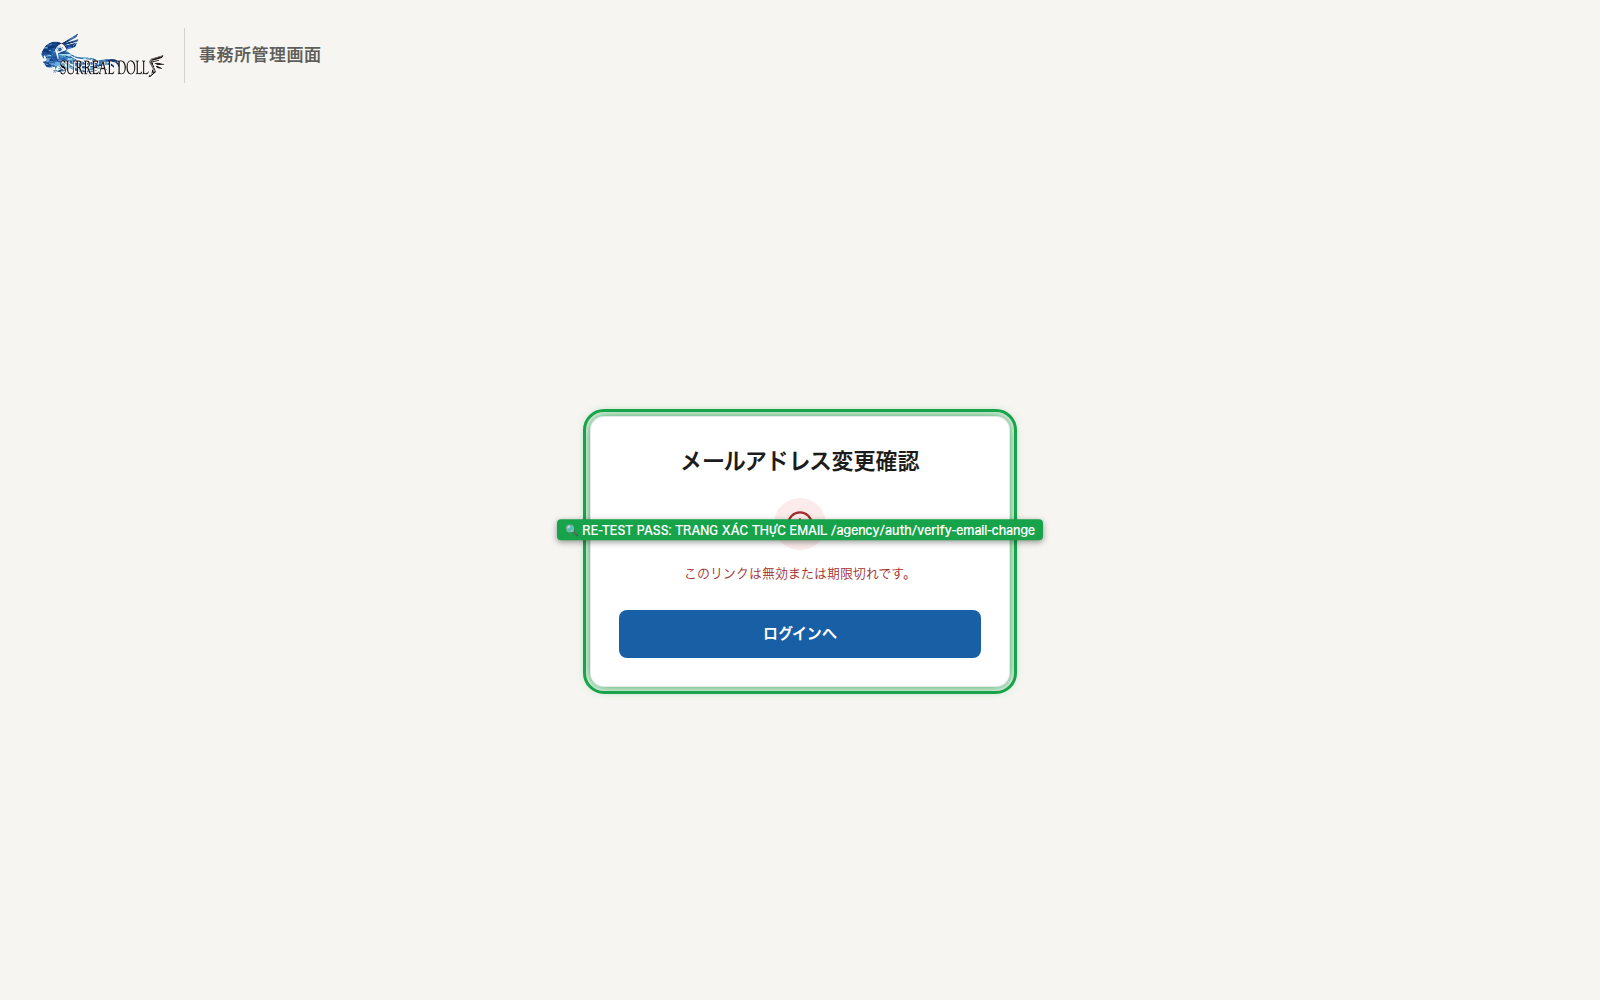 SURREAL DOLL
事務所管理画面
メールアドレス変更確認
RE-TEST PASS: TRANG XÁC THỰC EMAIL /agency/auth/verify-email-change
このリンクは無効または期限切れです。
ログインへ